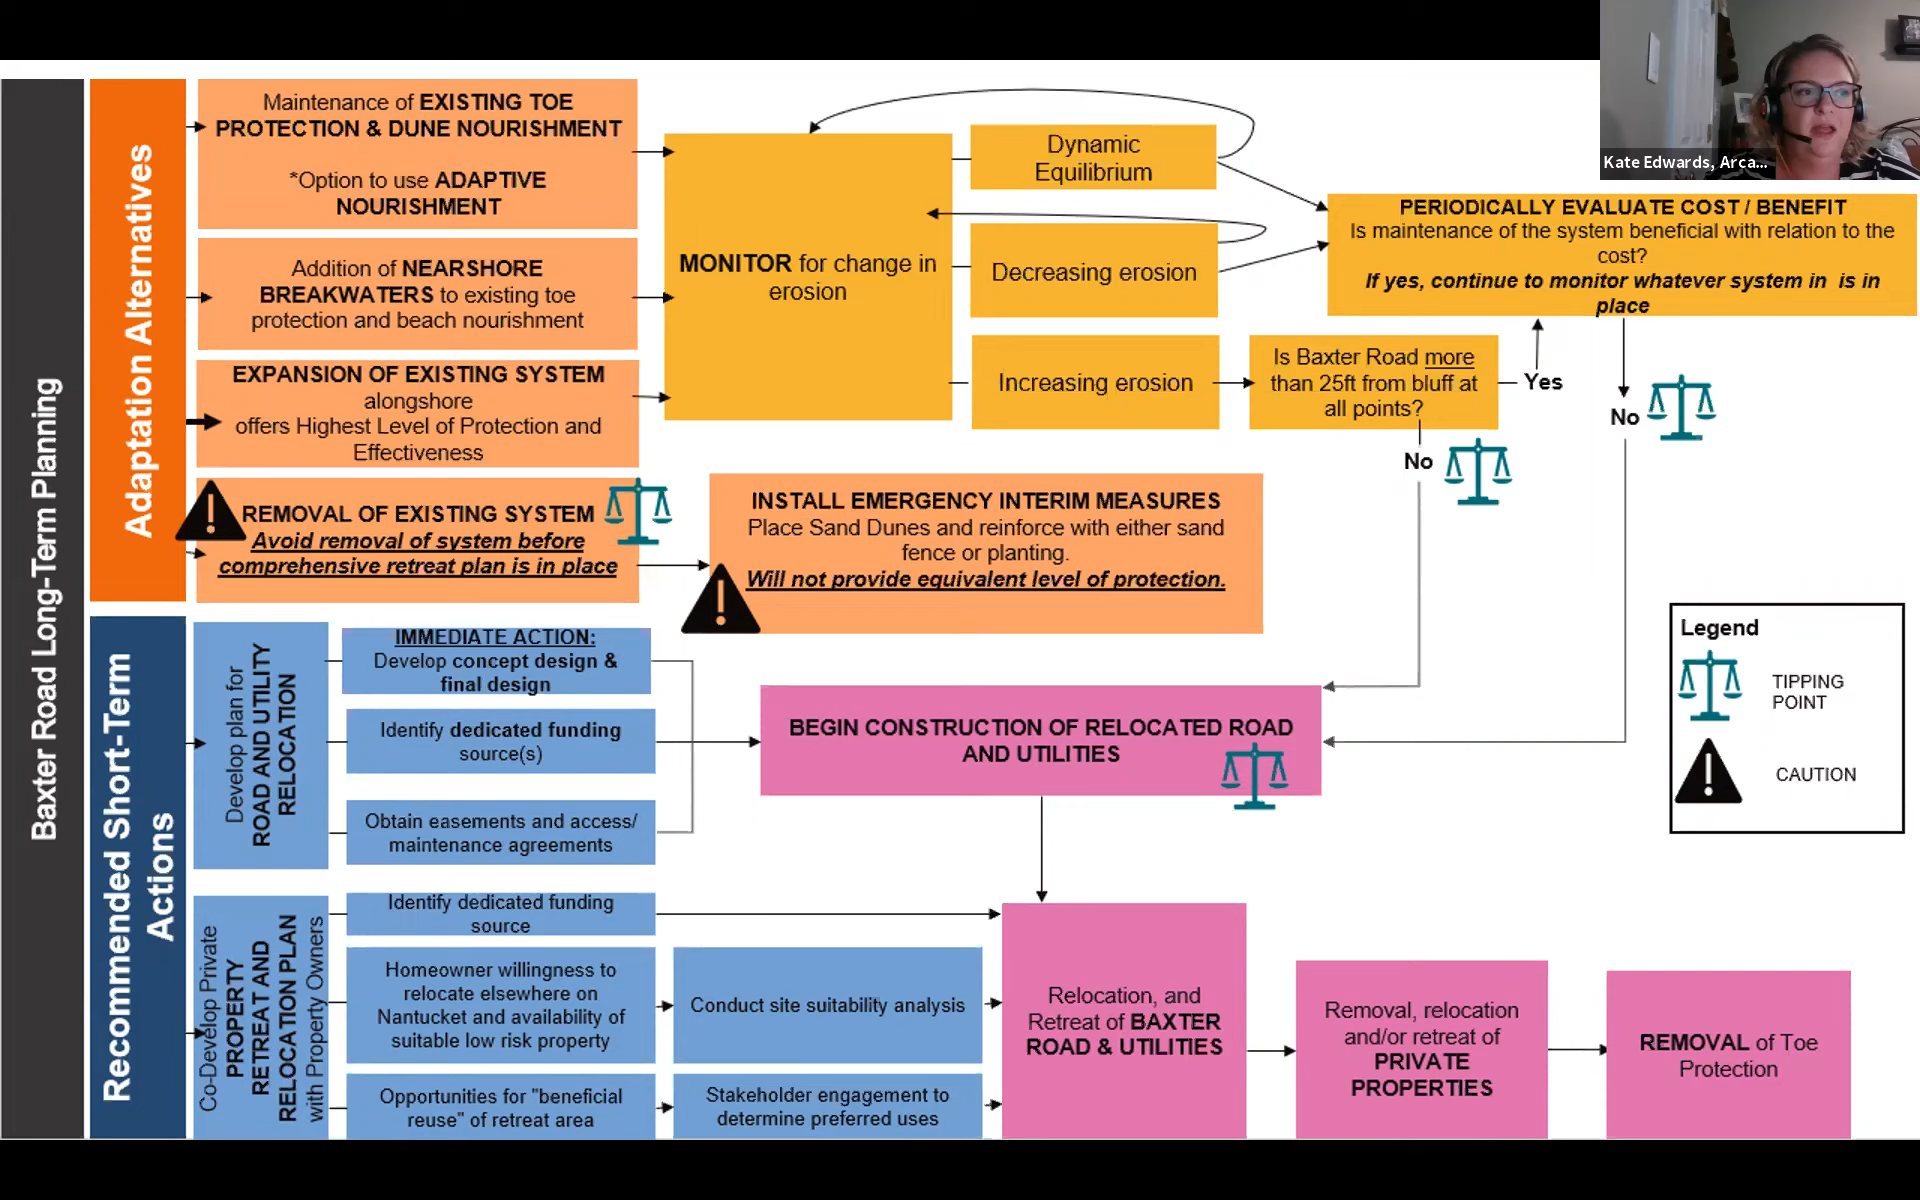 Kate Edwards, Arca...
Baxter Road Long-Term Planning
Adaptation Alternatives
Maintenance of EXISTING TOE
PROTECTION & DUNE NOURISHMENT
*Option to use ADAPTIVE
NOURISHMENT
Addition of NEARSHORE
BREAKWATERS to existing toe
protection and beach nourishment
EXPANSION OF EXISTING SYSTEM
alongshore
offers Highest Level of Protection and
Effectiveness
REMOVAL OF EXISTING SYSTEM
Avoid removal of system before
comprehensive retreat plan is in place
INSTALL EMERGENCY INTERIM MEASURES
Place Sand Dunes and reinforce with either sand
fence or planting.
Will not provide equivalent level of protection.
MONITOR for change in
erosion
Dynamic
Equilibrium
Decreasing erosion
Increasing erosion
Is Baxter Road more
than 25ft from bluff at
all points?
Yes
No
PERIODICALLY EVALUATE COST / BENEFIT
Is maintenance of the system beneficial with relation to the
cost?
If yes, continue to monitor whatever system in is in
place
No
Legend
TIPPING
POINT
CAUTION
Recommended Short-Term
Actions
Develop plan for
ROAD AND UTILITY
RELOCATION
IMMEDIATE ACTION:
Develop concept design &
final design
Identify dedicated funding
source(s)
Obtain easements and access/
maintenance agreements
BEGIN CONSTRUCTION OF RELOCATED ROAD
AND UTILITIES
Co-Develop Private
PROPERTY
RETREAT AND
RELOCATION PLAN
with Property Owners
Identify dedicated funding
source
Homeowner willingness to
relocate elsewhere on
Nantucket and availability of
suitable low risk property
Conduct site suitability analysis
Opportunities for "beneficial
reuse" of retreat area
Stakeholder engagement to
determine preferred uses
Relocation, and
Retreat of BAXTER
ROAD & UTILITIES
Removal, relocation
and/or retreat of
PRIVATE
PROPERTIES
REMOVAL of Toe
Protection